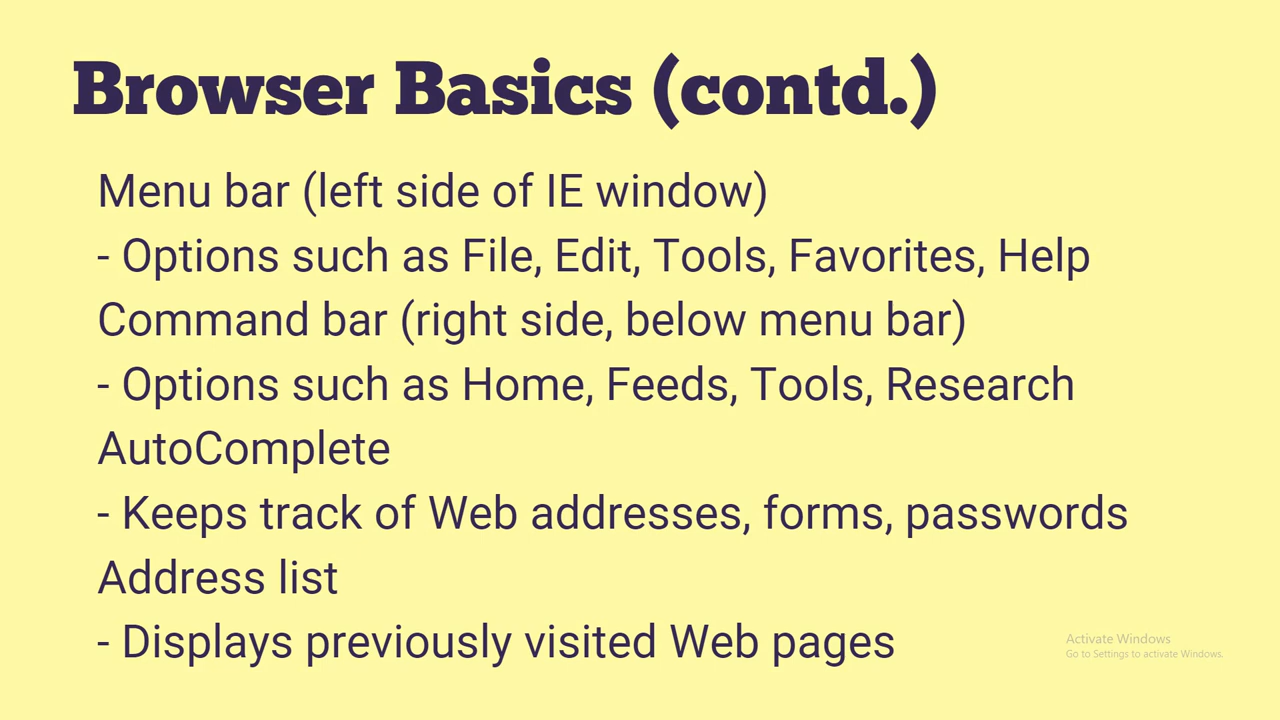 Browser Basics (contd.)
Menu bar (left side of IE window)
- Options such as File, Edit, Tools, Favorites, Help
Command bar (right side, below menu bar)
- Options such as Home, Feeds, Tools, Research
AutoComplete
- Keeps track of Web addresses, forms, passwords
Address list
- Displays previously visited Web pages
Activate Windows
Go to Settings to activate Windows.